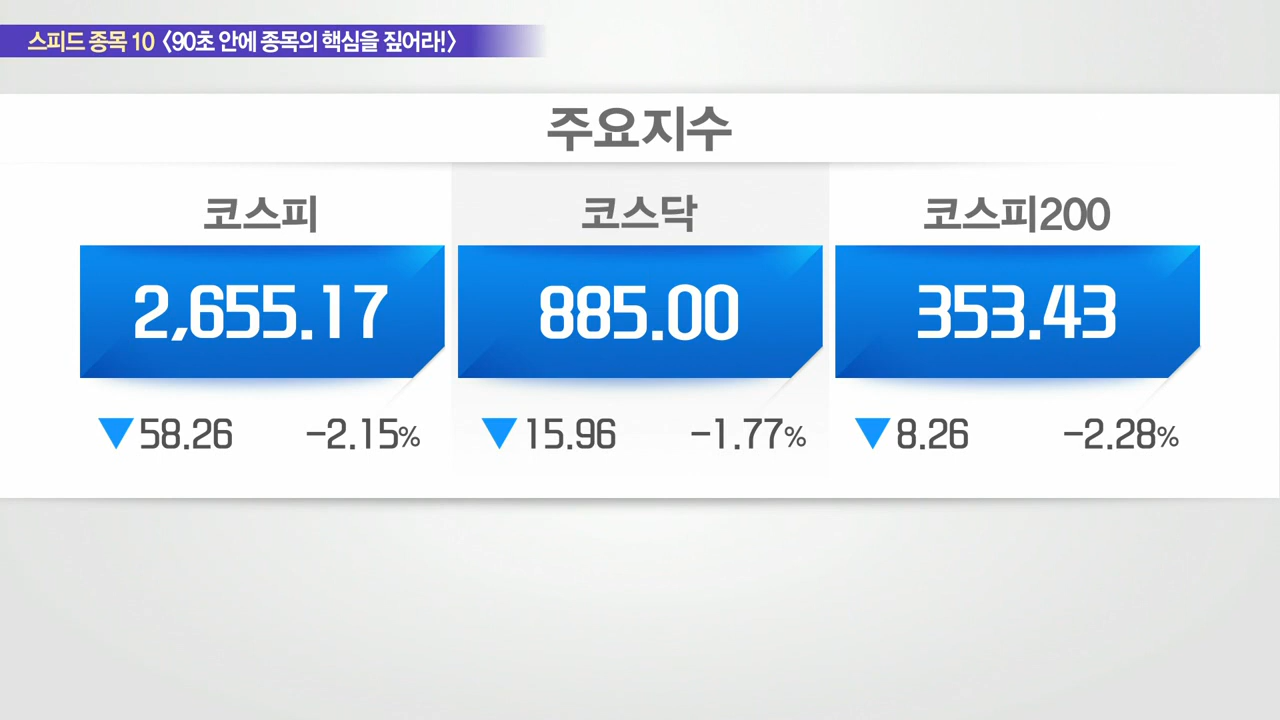 스피드 종목 10 <90초 안에 종목의 핵심을 짚어라!>
주요지수
코스피 코스닥 코스피200
2,655.17 885.00 353.43
▼58.26 -2.15% ▼15.96 -1.77% ▼8.26 -2.28%